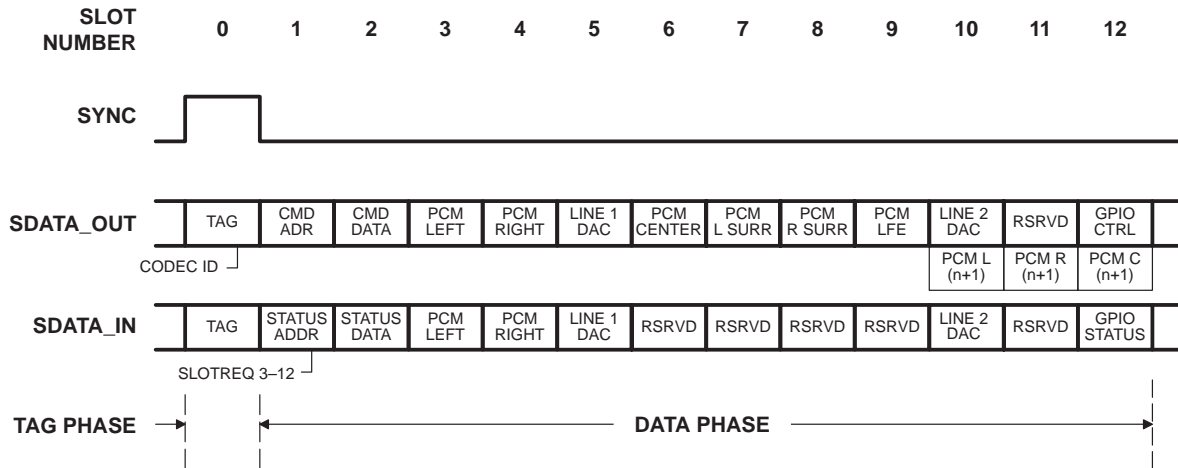 SLOT
NUMBER
0 1 2 3 4 5 6 7 8 9 10 11 12
SYNC
SDATA_OUT
TAG
CMD
ADR
CMD
DATA
PCM
LEFT
PCM
RIGHT
LINE 1
DAC
PCM
CENTER
PCM
L SURR
PCM
R SURR
PCM
LFE
LINE 2
DAC
RSRVD
GPIO
CTRL
CODEC ID
PCM L
(n+1)
PCM R
(n+1)
PCM C
(n+1)
SDATA_IN
TAG
STATUS
ADDR
STATUS
DATA
PCM
LEFT
PCM
RIGHT
LINE 1
DAC
RSRVD
RSRVD
RSRVD
RSRVD
LINE 2
DAC
RSRVD
GPIO
STATUS
SLOTREQ 3–12
TAG PHASE
DATA PHASE